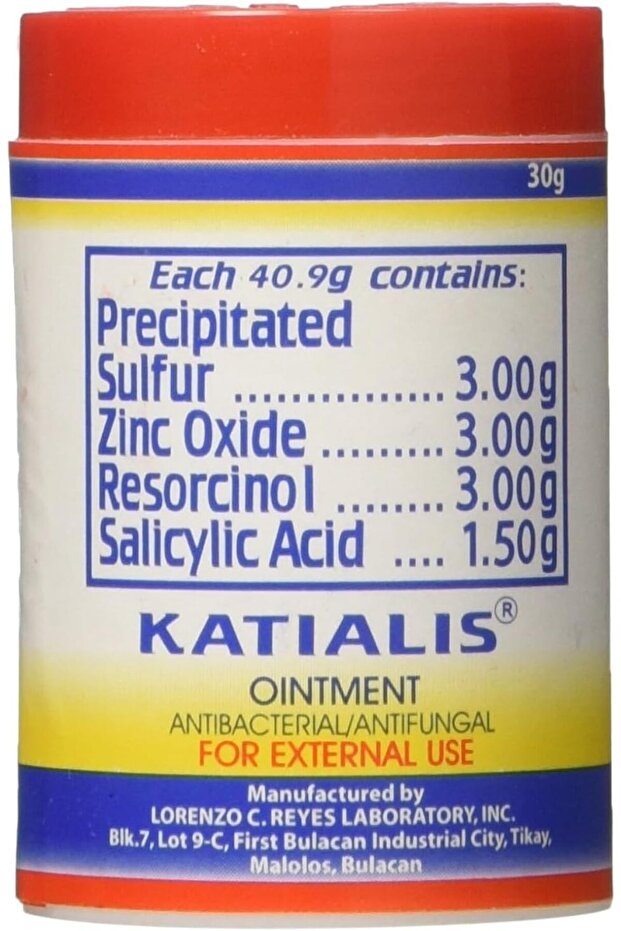 30g
Each 40.9g contains:
Precipitated
Sulfur ................ 3.00g
Zinc Oxide ......... 3.00g
Resorcinol ........ 3.00g
Salicylic Acid .... 1.50g
KATIALIS®
OINTMENT
ANTIBACTERIAL/ANTIFUNGAL
FOR EXTERNAL USE
Manufactured by
LORENZO C. REYES LABORATORY, INC.
Blk.7, Lot 9-C, First Bulacan Industrial City, Tikay,
Malolos, Bulacan